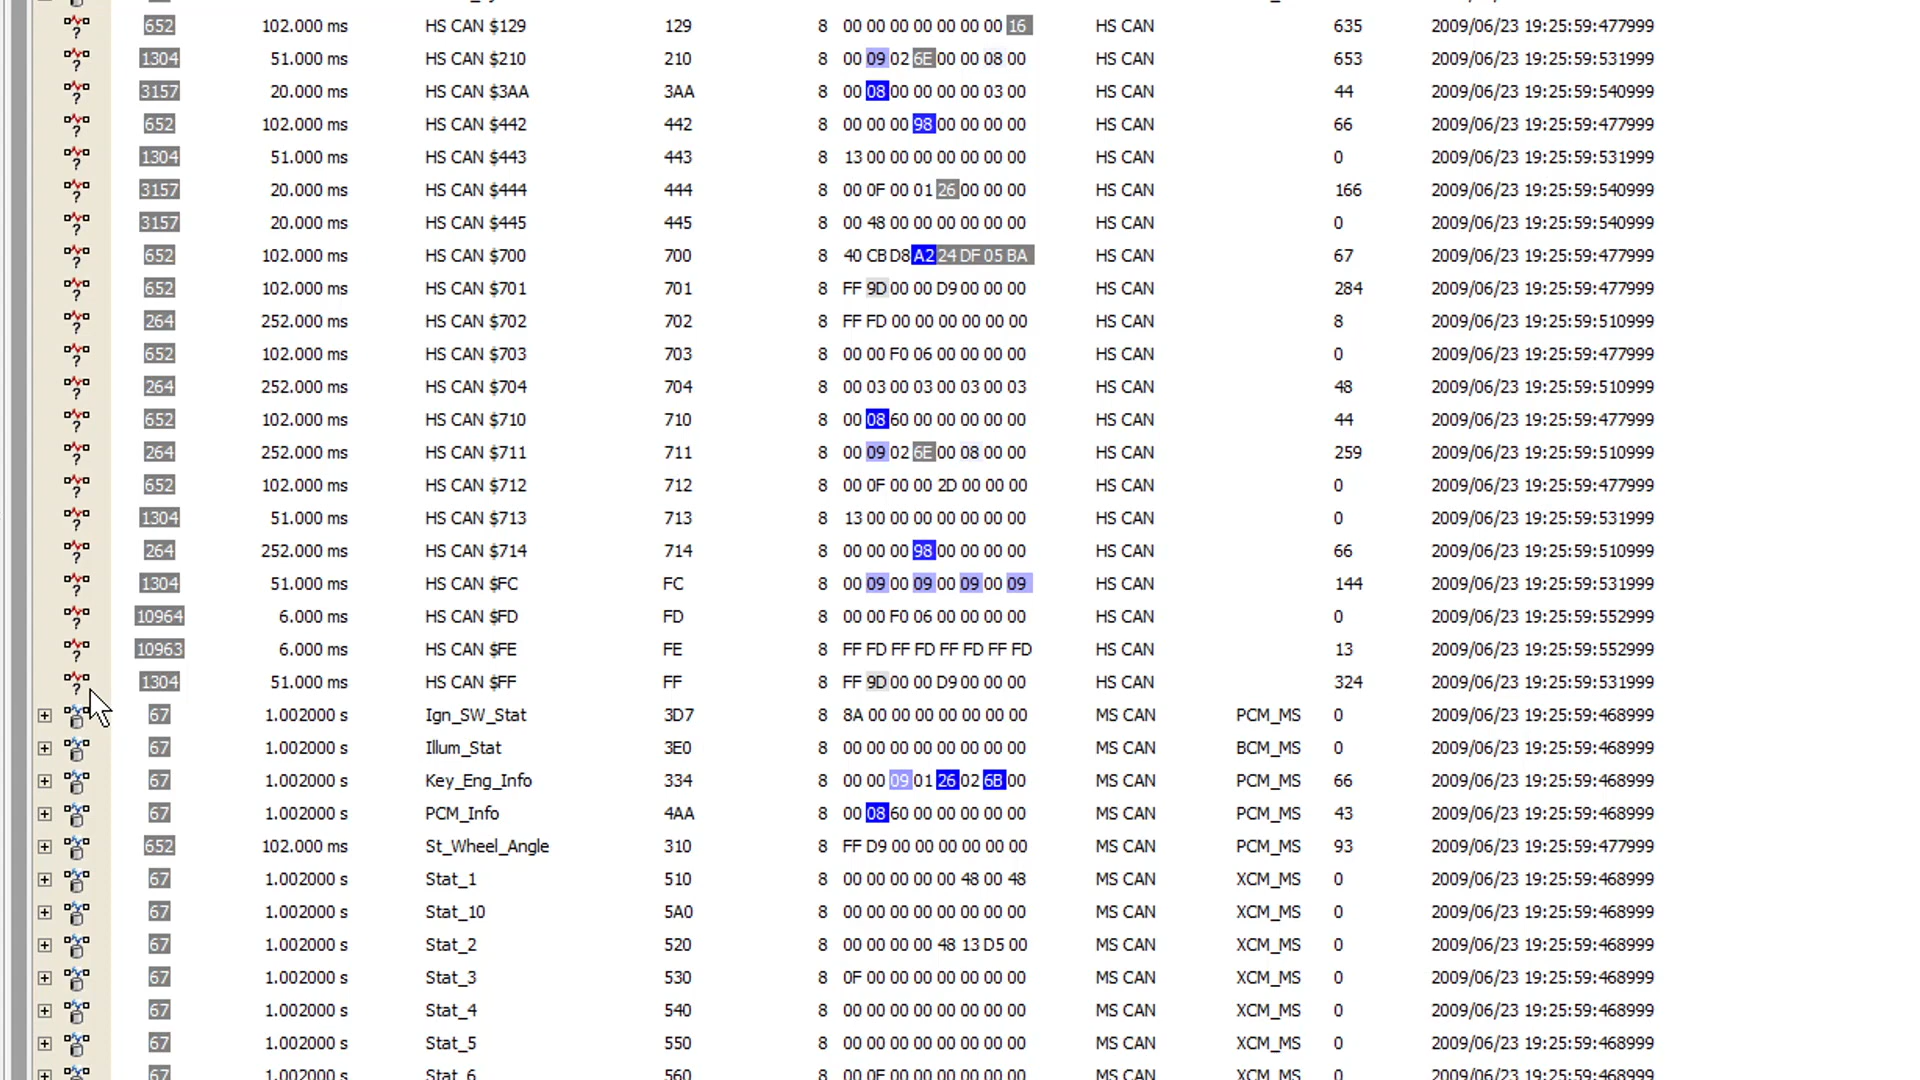 652 102.000 ms HS CAN $129 129 8 00 00 00 00 00 00 00 16 HS CAN 635 2009/06/23 19:25:59:477999
1304 51.000 ms HS CAN $210 210 8 00 09 02 6E 00 00 08 00 HS CAN 653 2009/06/23 19:25:59:531999
3157 20.000 ms HS CAN $3AA 3AA 8 00 08 00 00 00 00 03 00 HS CAN 44 2009/06/23 19:25:59:540999
652 102.000 ms HS CAN $442 442 8 00 00 00 98 00 00 00 00 HS CAN 66 2009/06/23 19:25:59:477999
1304 51.000 ms HS CAN $443 443 8 13 00 00 00 00 00 00 00 HS CAN 0 2009/06/23 19:25:59:531999
3157 20.000 ms HS CAN $444 444 8 00 0F 00 01 26 00 00 00 HS CAN 166 2009/06/23 19:25:59:540999
3157 20.000 ms HS CAN $445 445 8 00 48 00 00 00 00 00 00 HS CAN 0 2009/06/23 19:25:59:540999
652 102.000 ms HS CAN $700 700 8 40 CB D8 A2 24 DF 05 BA HS CAN 67 2009/06/23 19:25:59:477999
652 102.000 ms HS CAN $701 701 8 FF 9D 00 00 D9 00 00 00 HS CAN 284 2009/06/23 19:25:59:477999
264 252.000 ms HS CAN $702 702 8 FF FD 00 00 00 00 00 00 HS CAN 8 2009/06/23 19:25:59:510999
652 102.000 ms HS CAN $703 703 8 00 00 F0 06 00 00 00 00 HS CAN 0 2009/06/23 19:25:59:477999
264 252.000 ms HS CAN $704 704 8 00 03 00 03 00 03 00 03 HS CAN 48 2009/06/23 19:25:59:510999
652 102.000 ms HS CAN $710 710 8 00 08 60 00 00 00 00 00 HS CAN 44 2009/06/23 19:25:59:477999
264 252.000 ms HS CAN $711 711 8 00 09 02 6E 00 08 00 00 HS CAN 259 2009/06/23 19:25:59:510999
652 102.000 ms HS CAN $712 712 8 00 0F 00 00 2D 00 00 00 HS CAN 0 2009/06/23 19:25:59:477999
1304 51.000 ms HS CAN $713 713 8 13 00 00 00 00 00 00 00 HS CAN 0 2009/06/23 19:25:59:531999
264 252.000 ms HS CAN $714 714 8 00 00 00 98 00 00 00 00 HS CAN 66 2009/06/23 19:25:59:510999
1304 51.000 ms HS CAN $FC FC 8 00 09 00 09 00 09 00 09 HS CAN 144 2009/06/23 19:25:59:531999
10964 6.000 ms HS CAN $FD FD 8 00 00 F0 06 00 00 00 00 HS CAN 0 2009/06/23 19:25:59:552999
10963 6.000 ms HS CAN $FE FE 8 FF FD FF FD FF FD FF FD HS CAN 13 2009/06/23 19:25:59:552999
1304 51.000 ms HS CAN $FF FF 8 FF 9D 00 00 D9 00 00 00 HS CAN 324 2009/06/23 19:25:59:531999
67 1.002000 s Ign_SW_Stat 3D7 8 8A 00 00 00 00 00 00 00 MS CAN PCM_MS 0 2009/06/23 19:25:59:468999
67 1.002000 s Illum_Stat 3E0 8 00 00 00 00 00 00 00 00 MS CAN BCM_MS 0 2009/06/23 19:25:59:468999
67 1.002000 s Key_Eng_Info 334 8 00 00 09 01 26 02 6B 00 MS CAN PCM_MS 66 2009/06/23 19:25:59:468999
67 1.002000 s PCM_Info 4AA 8 00 08 60 00 00 00 00 00 MS CAN PCM_MS 43 2009/06/23 19:25:59:468999
652 102.000 ms St_Wheel_Angle 310 8 FF D9 00 00 00 00 00 00 MS CAN PCM_MS 93 2009/06/23 19:25:59:477999
67 1.002000 s Stat_1 510 8 00 00 00 00 00 48 00 48 MS CAN XCM_MS 0 2009/06/23 19:25:59:468999
67 1.002000 s Stat_10 5A0 8 00 00 00 00 00 00 00 00 MS CAN XCM_MS 0 2009/06/23 19:25:59:468999
67 1.002000 s Stat_2 520 8 00 00 00 00 48 13 D5 00 MS CAN XCM_MS 0 2009/06/23 19:25:59:468999
67 1.002000 s Stat_3 530 8 0F 00 00 00 00 00 00 00 MS CAN XCM_MS 0 2009/06/23 19:25:59:468999
67 1.002000 s Stat_4 540 8 00 00 00 00 00 00 00 00 MS CAN XCM_MS 0 2009/06/23 19:25:59:468999
67 1.002000 s Stat_5 550 8 00 00 00 00 00 00 00 00 MS CAN XCM_MS 0 2009/06/23 19:25:59:468999
67 1.002000 s Stat_6 560 8 MS CAN XCM_MS 0 2009/06/23 19:25:59:468999